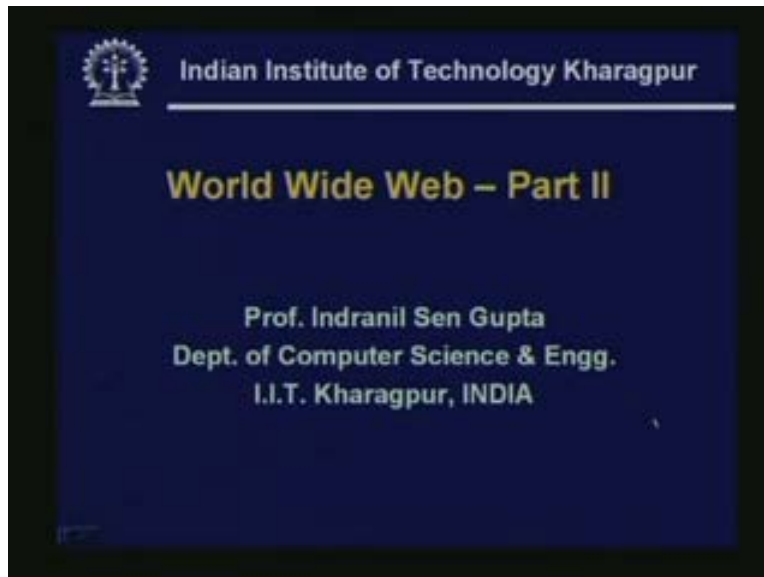 Indian Institute of Technology Kharagpur
World Wide Web – Part II
Prof. Indranil Sen Gupta
Dept. of Computer Science & Engg.
I.I.T. Kharagpur, INDIA